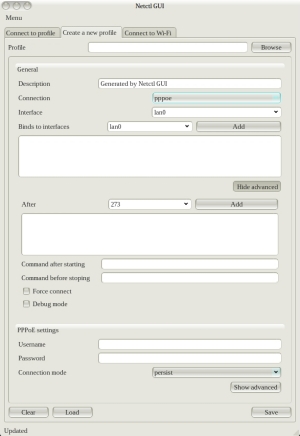 Netctl GUI
Menu
Connect to profile Create a new profile Connect to Wi-Fi
Profile Browse
General
Description Generated by Netctl GUI
Connection pppoe
Interface lan0
Binds to interfaces lan0 Add
Hide advanced
After 273 Add
Command after starting
Command before stoping
Force connect
Debug mode
PPPoE settings
Username
Password
Connection mode persist
Show advanced
Clear Load Save
Updated